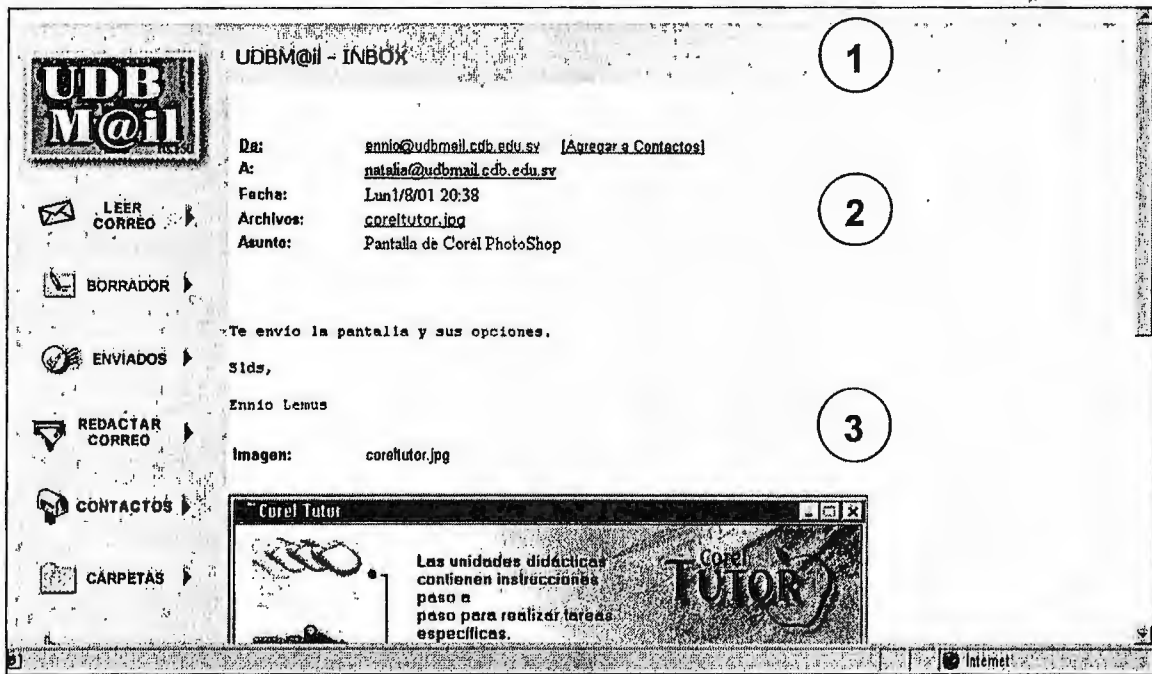 UDBM@il - INBOX
1
UDB
M@il
De: ennio@udbmail.cdb.edu.sv [Agregar a Contactos]
A: natalia@udbmail.cdb.edu.sv
Fecha: Lun1/8/01 20:38
Archivos: coreltutor.jpg
Asunto: Pantalla de Corel PhotoShop
2
LEER
CORREO
BORRADOR
ENVIADOS
REDACTAR
CORREO
CONTACTOS
CARPETAS
Te envío la pantalla y sus opciones.
Slds,
Ennio Lemus
3
Imagen: coreltutor.jpg
Corel Tutor
Las unidades didácticas
contienen instrucciones
paso a
paso para realizar tareas
específicas.
Corel
TUTOR
Internet